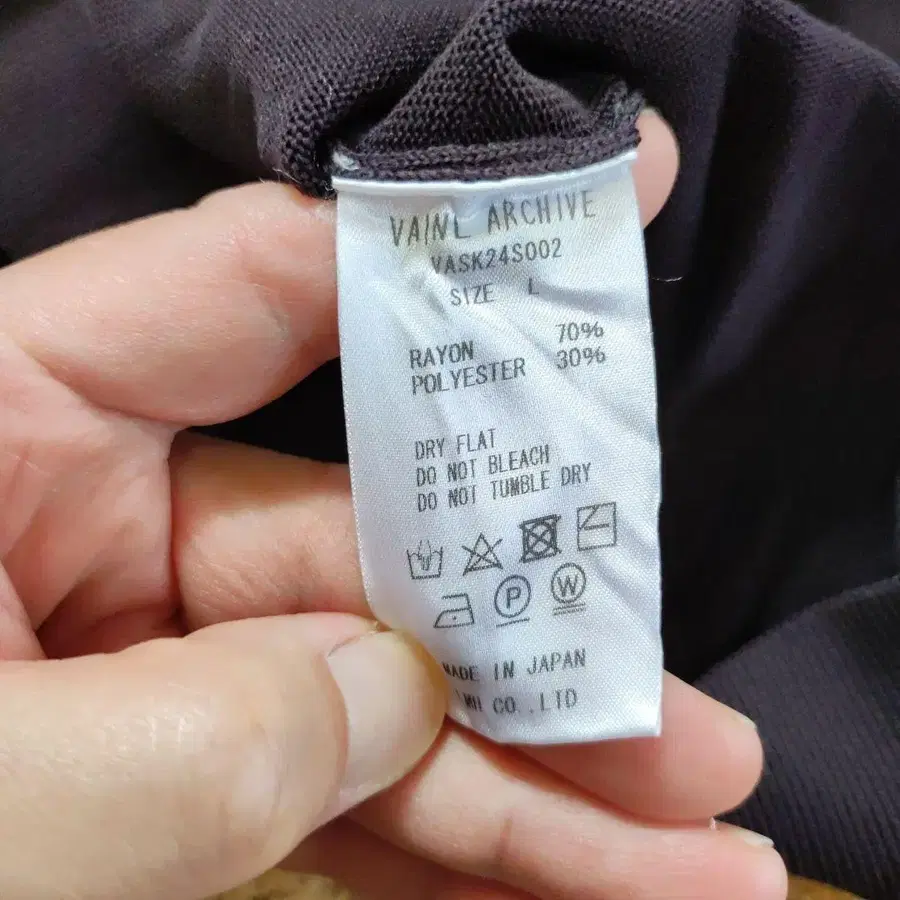 VAINL ARCHIVE
VASK24S002
SIZE L
RAYON 70%
POLYESTER 30%
DRY FLAT
DO NOT BLEACH
DO NOT TUMBLE DRY
P W
MADE IN JAPAN
CO.,LTD